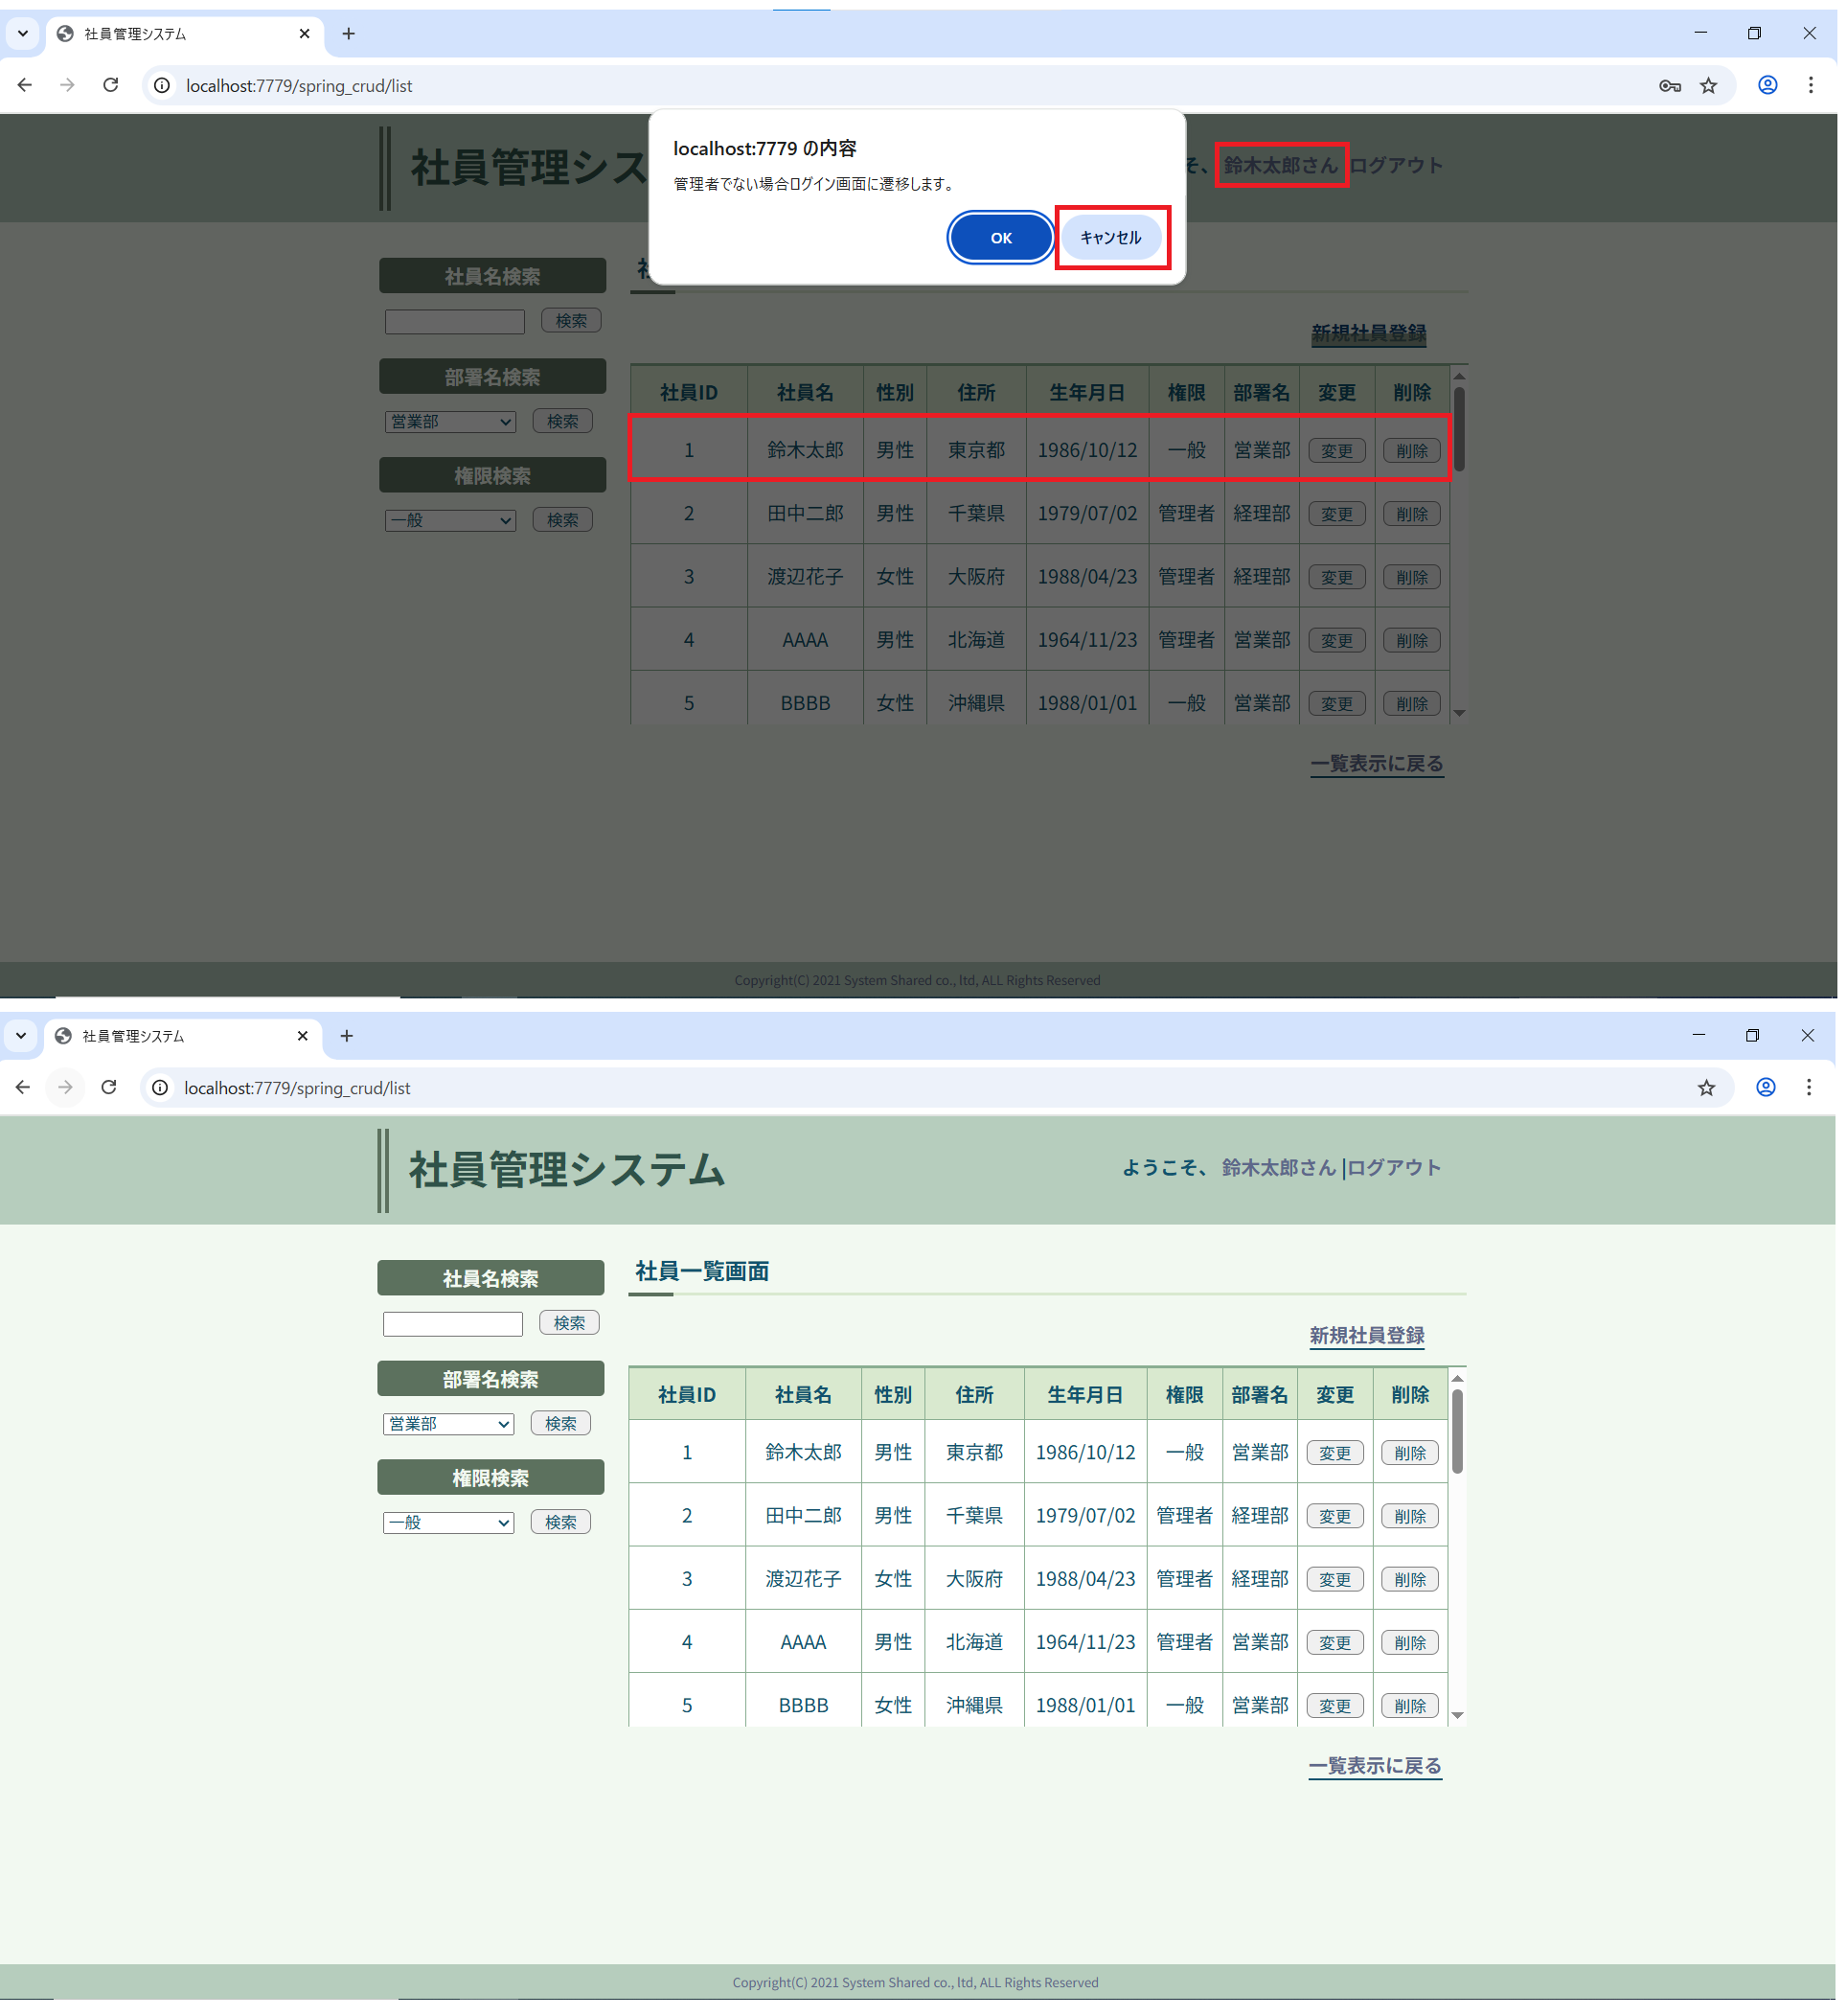 社員管理システム
localhost:7779/spring_crud/list
社員管理シス
localhost:7779 の内容
管理者でない場合ログイン画面に遷移します。
OK
キャンセル
そ、 鈴木太郎さん ログアウト
社員名検索
検索
部署名検索
営業部 検索
権限検索
一般 検索
新規社員登録
社員ID 社員名 性別 住所 生年月日 権限 部署名 変更 削除
1 鈴木太郎 男性 東京都 1986/10/12 一般 営業部 変更 削除
2 田中二郎 男性 千葉県 1979/07/02 管理者 経理部 変更 削除
3 渡辺花子 女性 大阪府 1988/04/23 管理者 経理部 変更 削除
4 AAAA 男性 北海道 1964/11/23 管理者 営業部 変更 削除
5 BBBB 女性 沖縄県 1988/01/01 一般 営業部 変更 削除
一覧表示に戻る
Copyright(C) 2021 System Shared co., ltd, ALL Rights Reserved
社員管理システム
localhost:7779/spring_crud/list
社員管理システム
ようこそ、 鈴木太郎さん |ログアウト
社員名検索
検索
部署名検索
営業部 検索
権限検索
一般 検索
社員一覧画面
新規社員登録
社員ID 社員名 性別 住所 生年月日 権限 部署名 変更 削除
1 鈴木太郎 男性 東京都 1986/10/12 一般 営業部 変更 削除
2 田中二郎 男性 千葉県 1979/07/02 管理者 経理部 変更 削除
3 渡辺花子 女性 大阪府 1988/04/23 管理者 経理部 変更 削除
4 AAAA 男性 北海道 1964/11/23 管理者 営業部 変更 削除
5 BBBB 女性 沖縄県 1988/01/01 一般 営業部 変更 削除
一覧表示に戻る
Copyright(C) 2021 System Shared co., ltd, ALL Rights Reserved